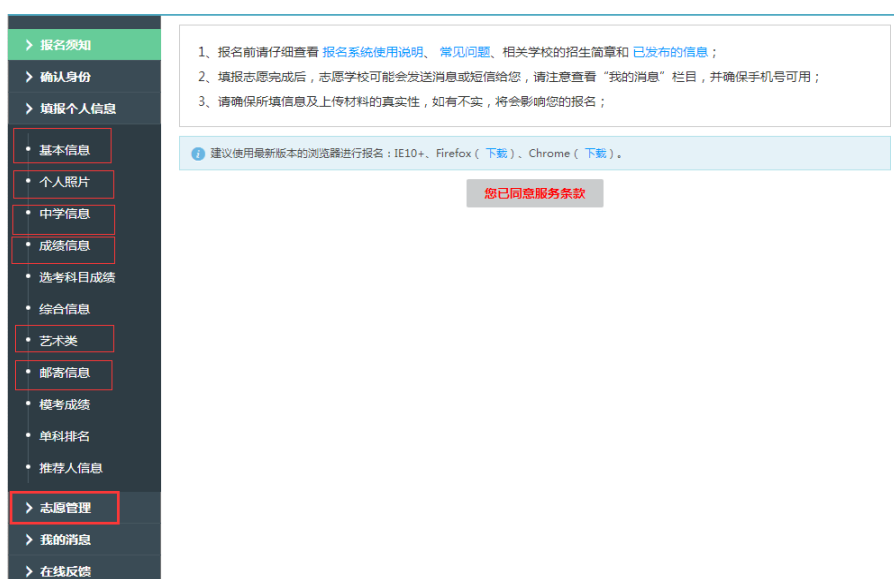 报名须知
确认身份
填报个人信息
基本信息
个人照片
中学信息
成绩信息
选考科目成绩
综合信息
艺术类
邮寄信息
模考成绩
单科排名
推荐人信息
志愿管理
我的消息
在线反馈
1、报名前请仔细查看 报名系统使用说明、 常见问题、相关学校的招生简章和 已发布的信息；
2、填报志愿完成后，志愿学校可能会发送消息或短信给您，请注意查看“我的消息”栏目，并确保手机号可用；
3、请确保所填信息及上传材料的真实性，如有不实，将会影响您的报名；
建议使用最新版本的浏览器进行报名：IE10+、Firefox（ 下载）、Chrome（ 下载）。
您已同意服务条款